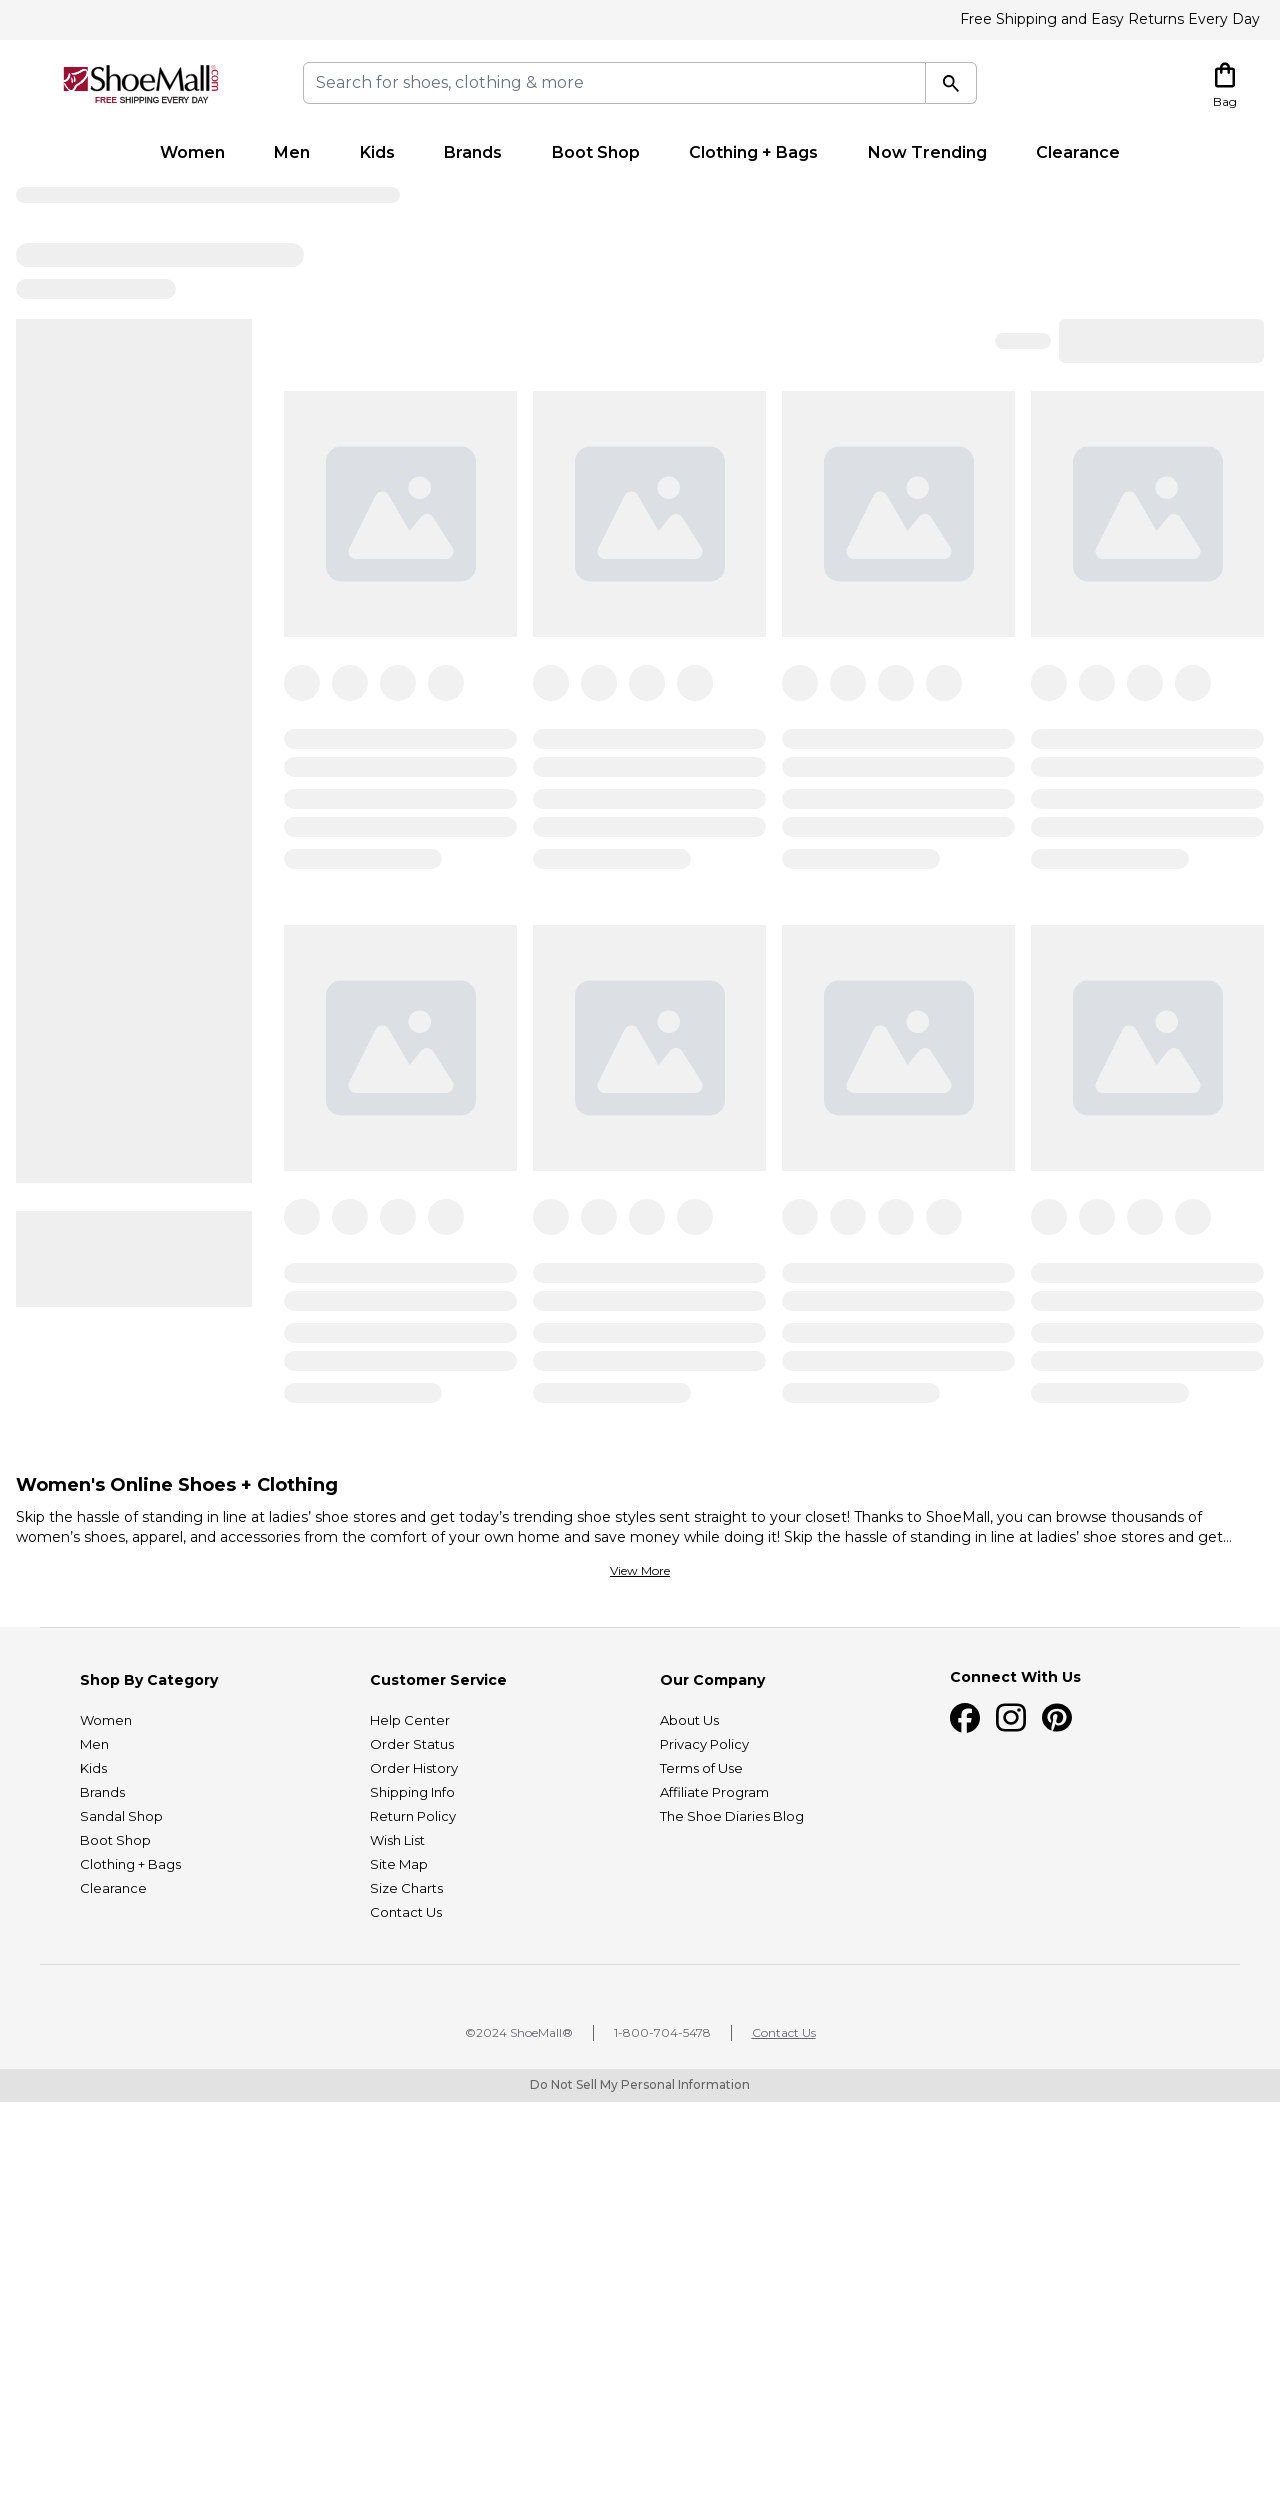 Free Shipping and Easy Returns Every Day
ShoeMall®.com
FREE SHIPPING EVERY DAY
Search for shoes, clothing & more
Bag
Women Men Kids Brands Boot Shop Clothing + Bags Now Trending Clearance
Women's Online Shoes + Clothing
Skip the hassle of standing in line at ladies’ shoe stores and get today’s trending shoe styles sent straight to your closet! Thanks to ShoeMall, you can browse thousands of
women’s shoes, apparel, and accessories from the comfort of your own home and save money while doing it! Skip the hassle of standing in line at ladies’ shoe stores and get...
View More
Shop By Category
Women
Men
Kids
Brands
Sandal Shop
Boot Shop
Clothing + Bags
Clearance
Customer Service
Help Center
Order Status
Order History
Shipping Info
Return Policy
Wish List
Site Map
Size Charts
Contact Us
Our Company
About Us
Privacy Policy
Terms of Use
Affiliate Program
The Shoe Diaries Blog
Connect With Us
©2024 ShoeMall® 1-800-704-5478 Contact Us
Do Not Sell My Personal Information